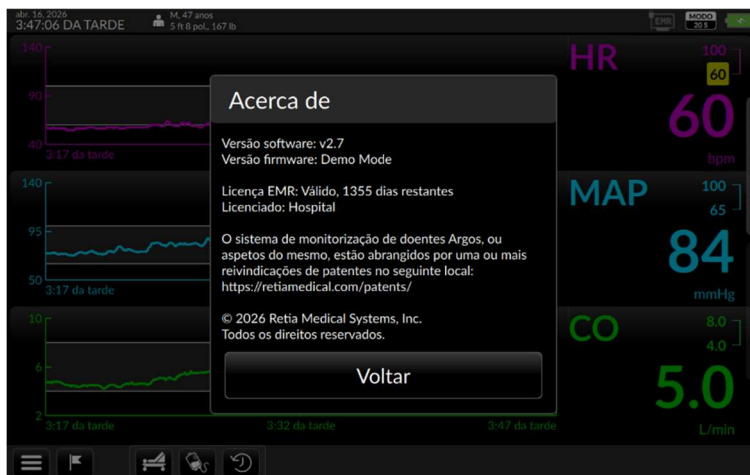 abr. 16, 2026
3:47:06 DA TARDE
M, 47 anos
5 ft 8 pol., 167 lb
EMR
MODO
20 S
140
90
40
3:17 da tarde
HR
100
60
60
bpm
140
95
50
3:17 da tarde
MAP
100
65
84
mmHg
10
6
2
3:17 da tarde
3:32 da tarde
3:47 da tarde
CO
8.0
4.0
5.0
L/min
Acerca de
Versão software: v2.7
Versão firmware: Demo Mode
Licença EMR: Válido, 1355 dias restantes
Licenciado: Hospital
O sistema de monitorização de doentes Argos, ou
aspetos do mesmo, estão abrangidos por uma ou mais
reivindicações de patentes no seguinte local:
https://retiamedical.com/patents/
© 2026 Retia Medical Systems, Inc.
Todos os direitos reservados.
Voltar